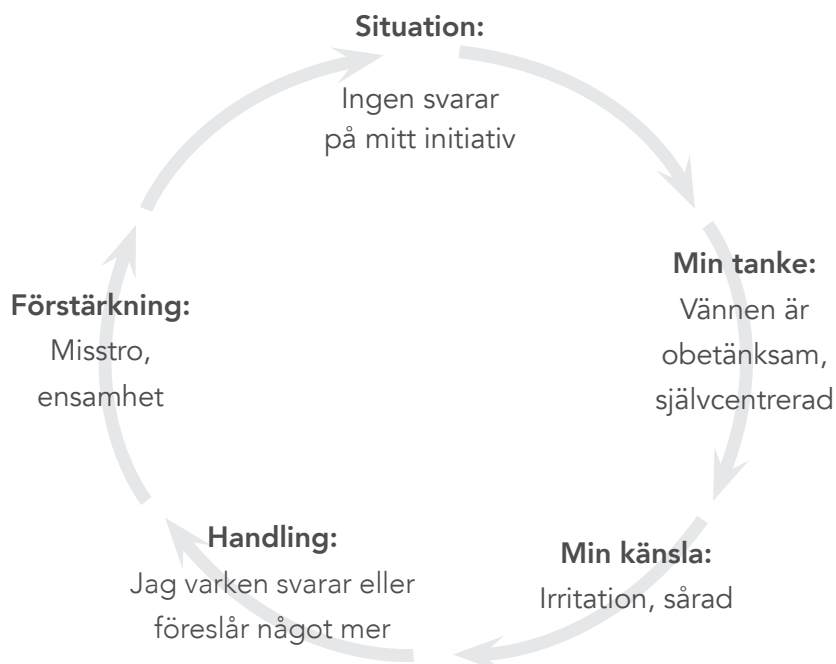 Situation:
Ingen svarar
på mitt initiativ
Min tanke:
Vännen är
obetänksam,
självcentrerad
Min känsla:
Irritation, sårad
Handling:
Jag varken svarar eller
föreslår något mer
Förstärkning:
Misstro,
ensamhet